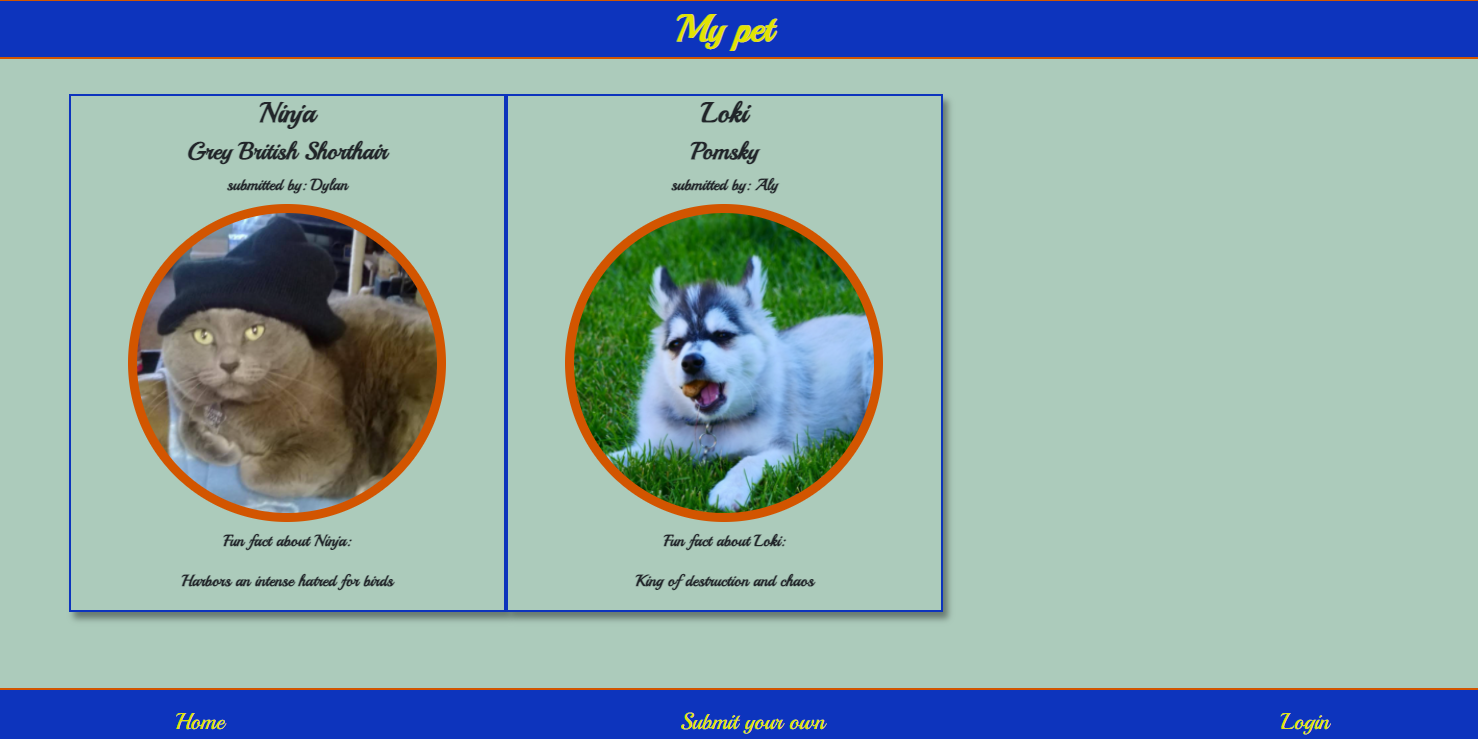 My pet
Ninja
Grey British Shorthair
submitted by: Dylan
Fun fact about Ninja:
Harbors an intense hatred for birds
Loki
Pomsky
submitted by: Aly
Fun fact about Loki:
King of destruction and chaos
Home
Submit your own
Login